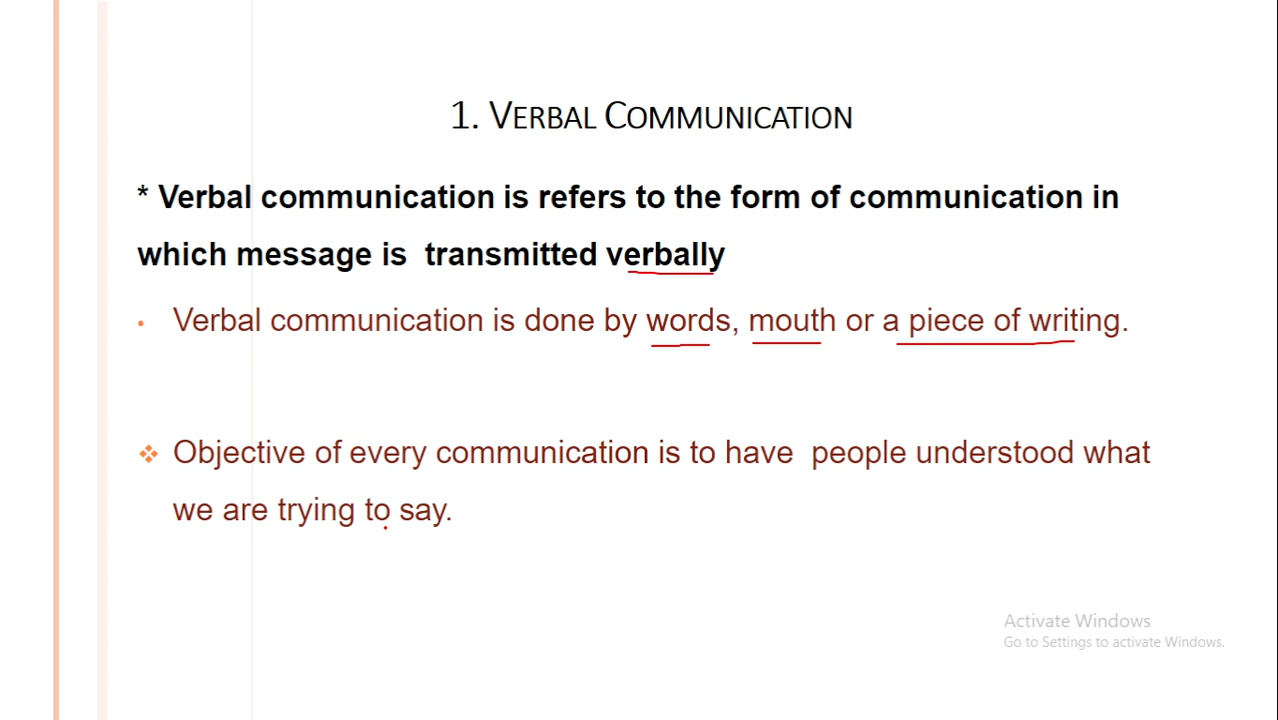 1. VERBAL COMMUNICATION
* Verbal communication is refers to the form of communication in
which message is transmitted verbally
• Verbal communication is done by words, mouth or a piece of writing.
❖ Objective of every communication is to have people understood what
we are trying to say.
Activate Windows
Go to Settings to activate Windows.